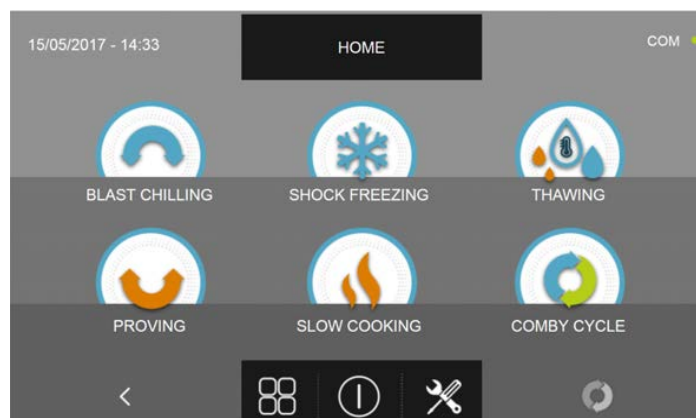 15/05/2017 - 14:33
HOME
COM
BLAST CHILLING
SHOCK FREEZING
THAWING
PROVING
SLOW COOKING
COMBY CYCLE